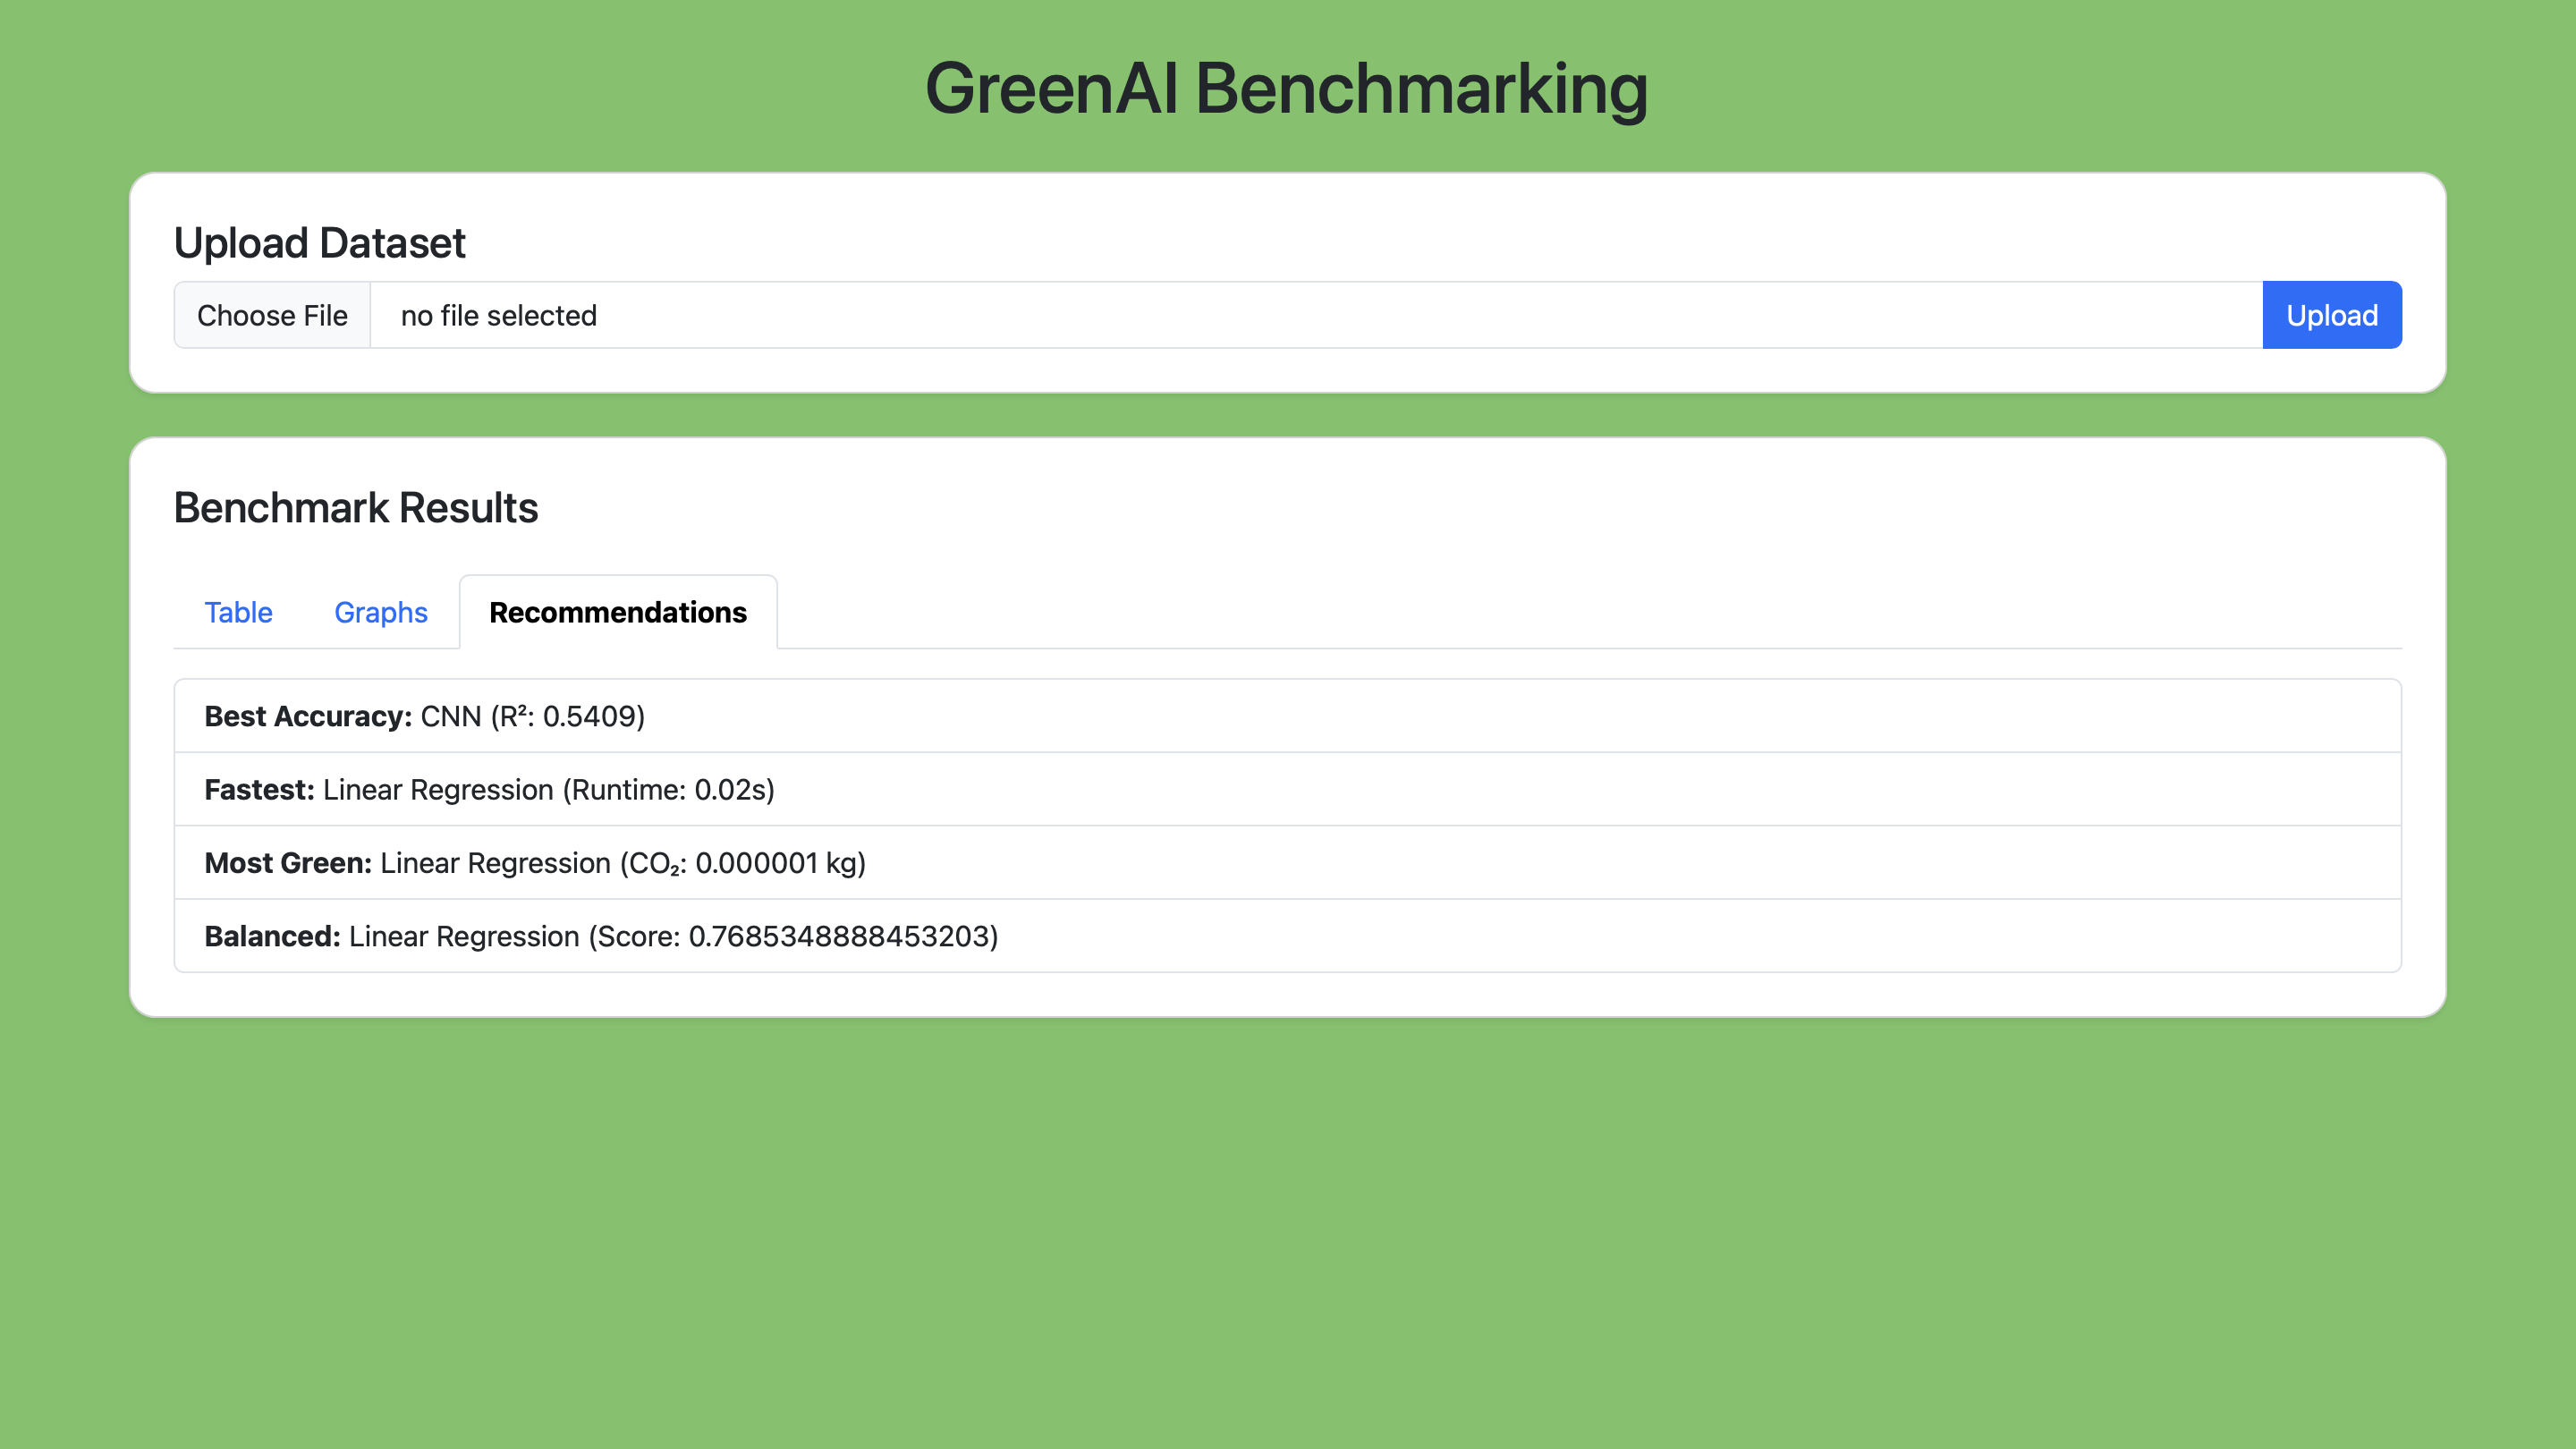 GreenAI Benchmarking
Upload Dataset
Choose File no file selected Upload
Benchmark Results
Table Graphs Recommendations
Best Accuracy: CNN (R²: 0.5409)
Fastest: Linear Regression (Runtime: 0.02s)
Most Green: Linear Regression (CO₂: 0.000001 kg)
Balanced: Linear Regression (Score: 0.7685348888453203)